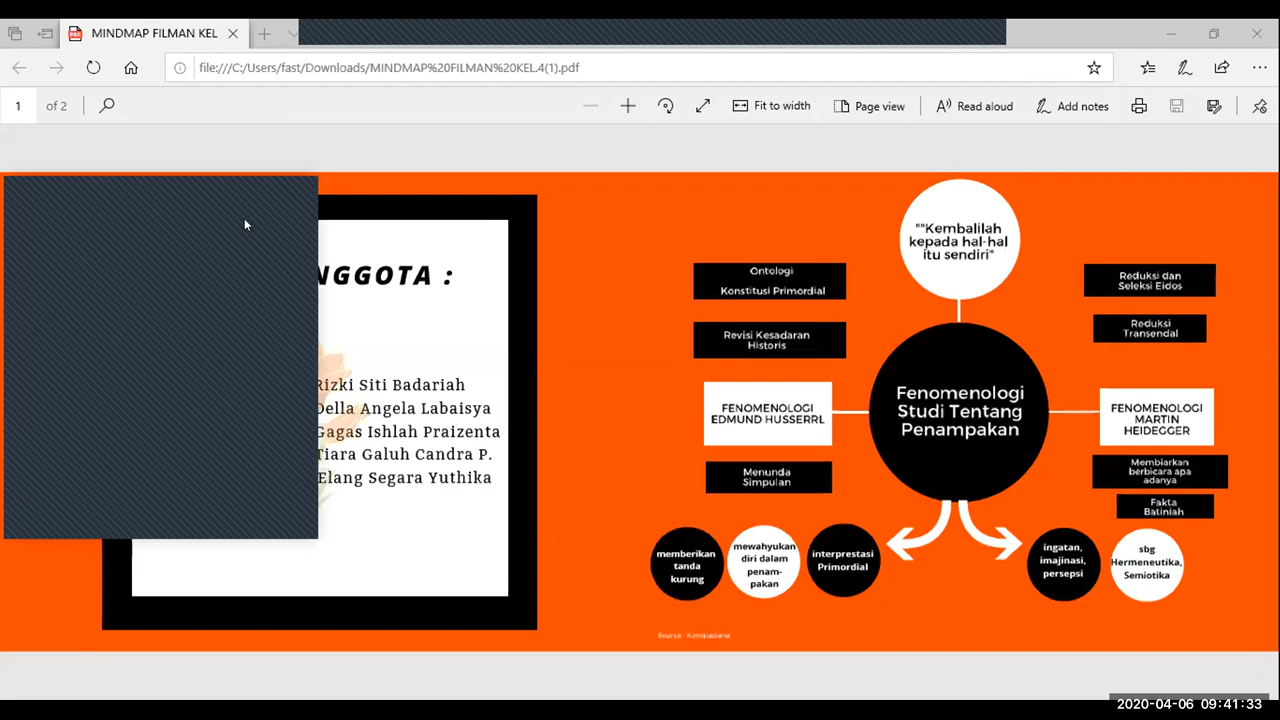 MINDMAP FILMAN KEL
file:///C:/Users/fast/Downloads/MINDMAP%20FILMAN%20KEL.4(1).pdf
1 of 2
Fit to width
Page view
Read aloud
Add notes
NGGOTA :
Rizki Siti Badariah
Della Angela Labaisya
Gagas Ishlah Praizenta
Tiara Galuh Candra P.
Elang Segara Yuthika
""Kembalilah
kepada hal-hal
itu sendiri"
Ontologi
Konstitusi Primordial
Revisi Kesadaran
Historis
FENOMENOLOGI
EDMUND HUSSERRL
Menunda
Simpulan
Fenomenologi
Studi Tentang
Penampakan
Reduksi dan
Seleksi Eidos
Reduksi
Transendal
FENOMENOLOGI
MARTIN
HEIDEGGER
Membiarkan
berbicara apa
adanya
Fakta
Batiniah
memberikan
tanda
kurung
mewahyukan
diri dalam
penam-
pakan
interprestasi
Primordial
ingatan,
imajinasi,
persepsi
sbg
Hermeneutika,
Semiotika
Source : Kompasiana
2020-04-06 09:41:33